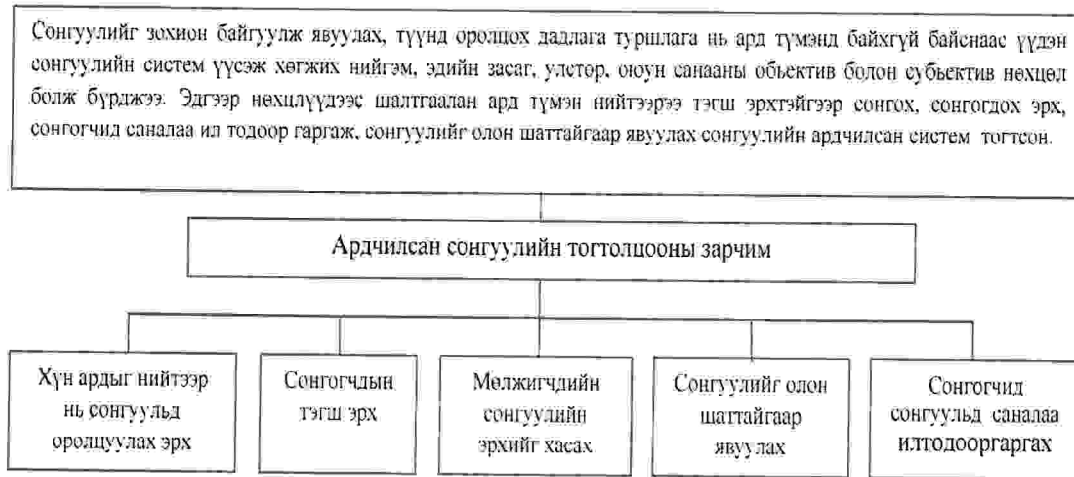 Сонгуулийг зохион байгуулж явуулах, түүнд оролцох дадлага туршлага нь ард түмэнд байхгүй байснаас үүдэн
сонгуулийн систем үүсэж хөгжих нийгэм, эдийн засаг, улстөр, оюун санааны обьектив болон субьектив нөхцөл
болж бүрджээ. Эдгээр нөхцлүүдээс шалтгаалан ард түмэн нийтээрээ тэгш эрхтэйгээр сонгох, сонгогдох эрх,
сонгогчид саналаа ил тодоор гаргаж, сонгуулийг олон шаттайгаар явуулах сонгуулийн ардчилсан систем тогтсон.
Ардчилсан сонгуулийн тогтолцооны зарчим
Хүн ардыг нийтээр
нь сонгуульд
оролцуулах эрх
Сонгогчдын
тэгш эрх
Мөлжигчдийн
сонгуулийн
эрхийг хасах
Сонгуулийг олон
шаттайгаар
явуулах
Сонгогчид
сонгуульд саналаа
илтодооргаргах